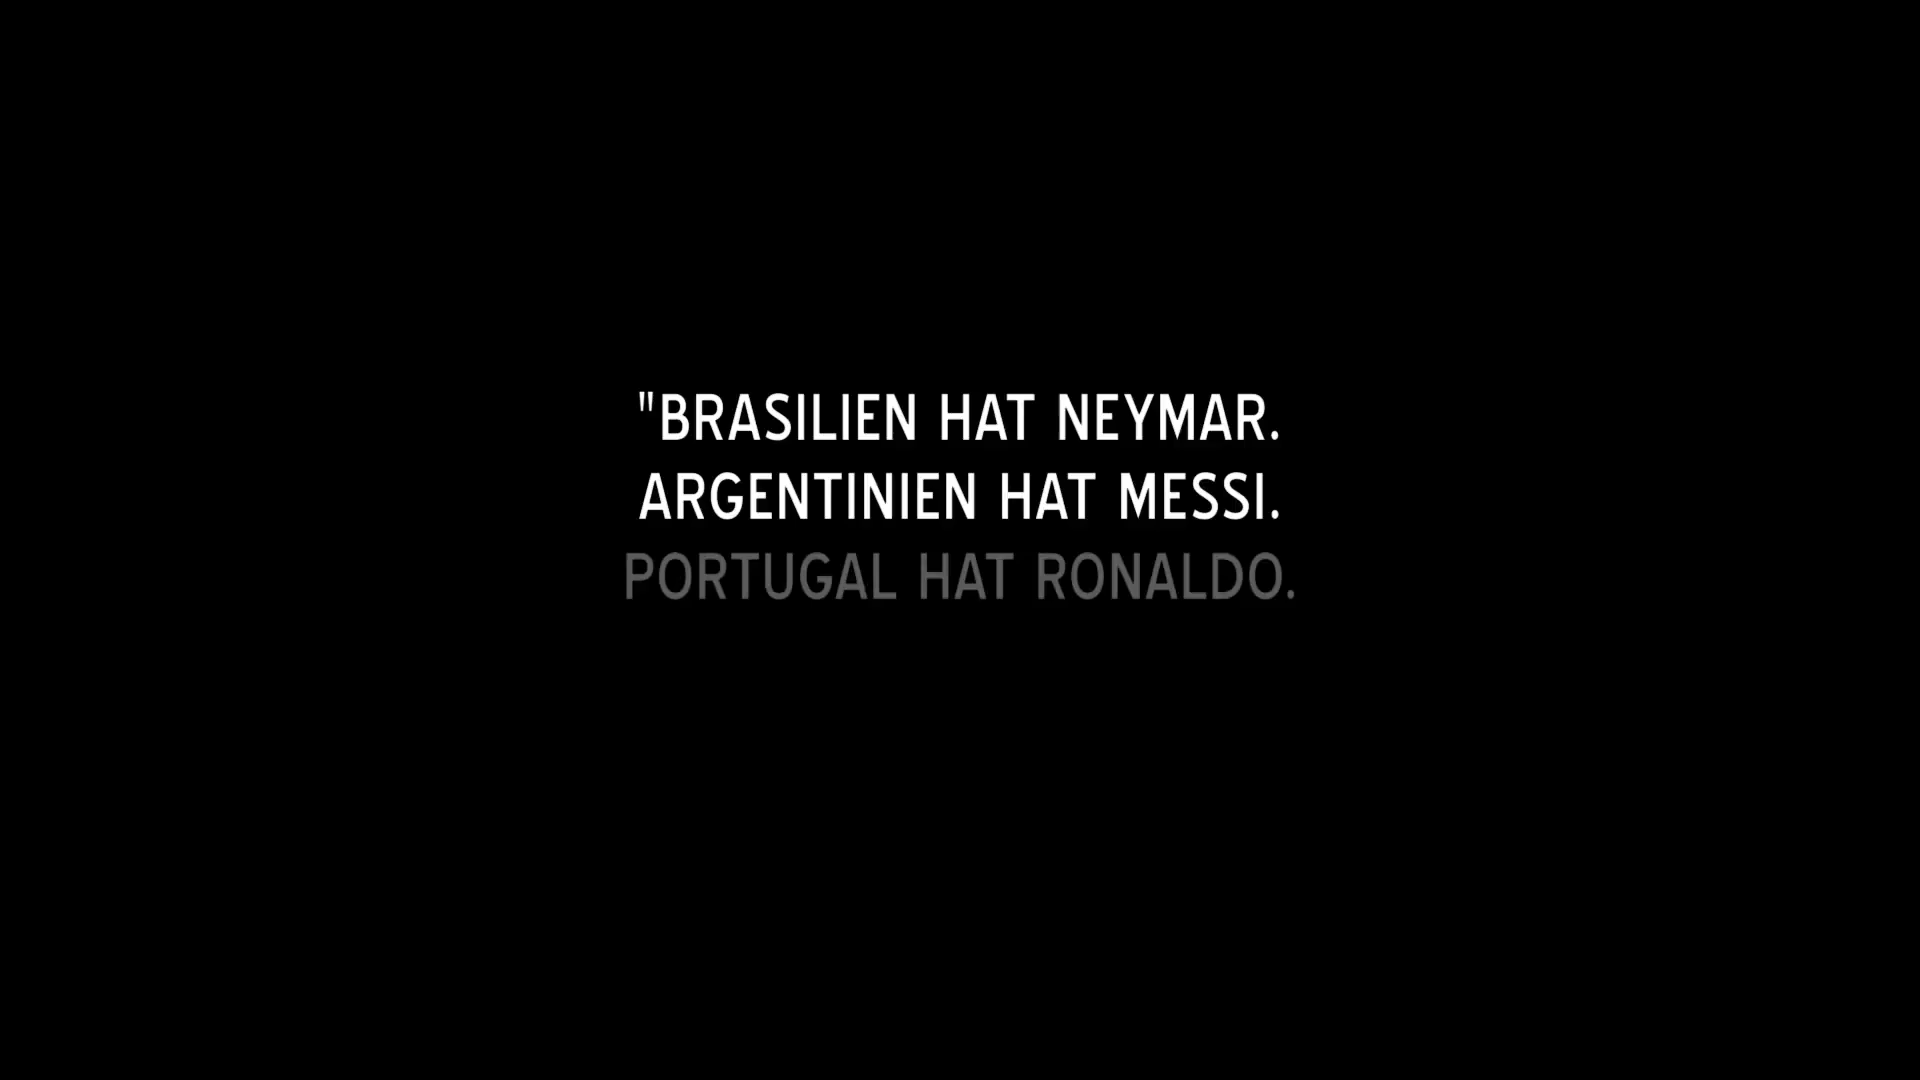 "BRASILIEN HAT NEYMAR.
ARGENTINIEN HAT MESSI.
PORTUGAL HAT RONALDO.